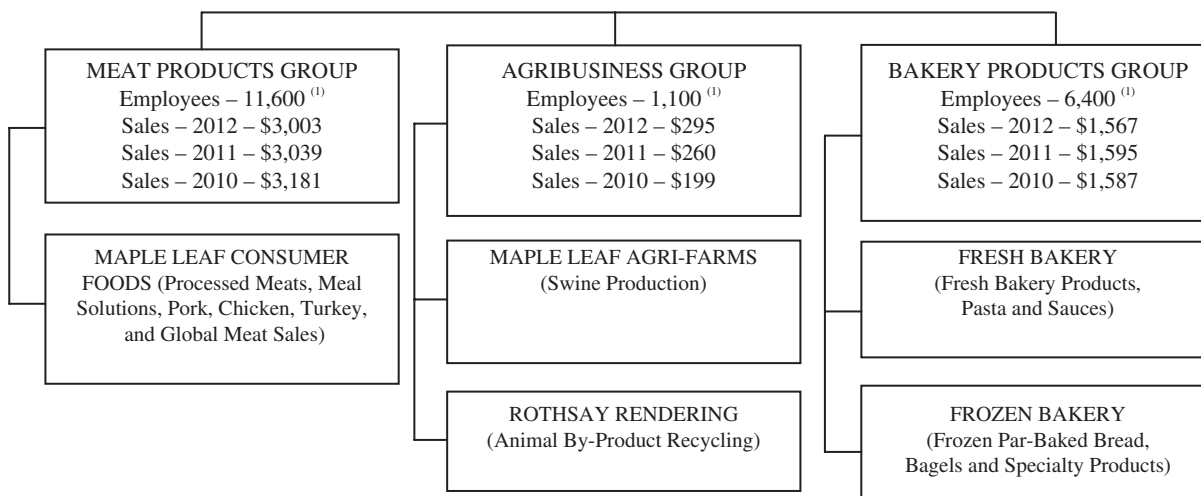 MEAT PRODUCTS GROUP
Employees – 11,600 (1)
Sales – 2012 – $3,003
Sales – 2011 – $3,039
Sales – 2010 – $3,181
MAPLE LEAF CONSUMER
FOODS (Processed Meats, Meal
Solutions, Pork, Chicken, Turkey,
and Global Meat Sales)
AGRIBUSINESS GROUP
Employees – 1,100 (1)
Sales – 2012 – $295
Sales – 2011 – $260
Sales – 2010 – $199
MAPLE LEAF AGRI-FARMS
(Swine Production)
ROTHSAY RENDERING
(Animal By-Product Recycling)
BAKERY PRODUCTS GROUP
Employees – 6,400 (1)
Sales – 2012 – $1,567
Sales – 2011 – $1,595
Sales – 2010 – $1,587
FRESH BAKERY
(Fresh Bakery Products,
Pasta and Sauces)
FROZEN BAKERY
(Frozen Par-Baked Bread,
Bagels and Specialty Products)